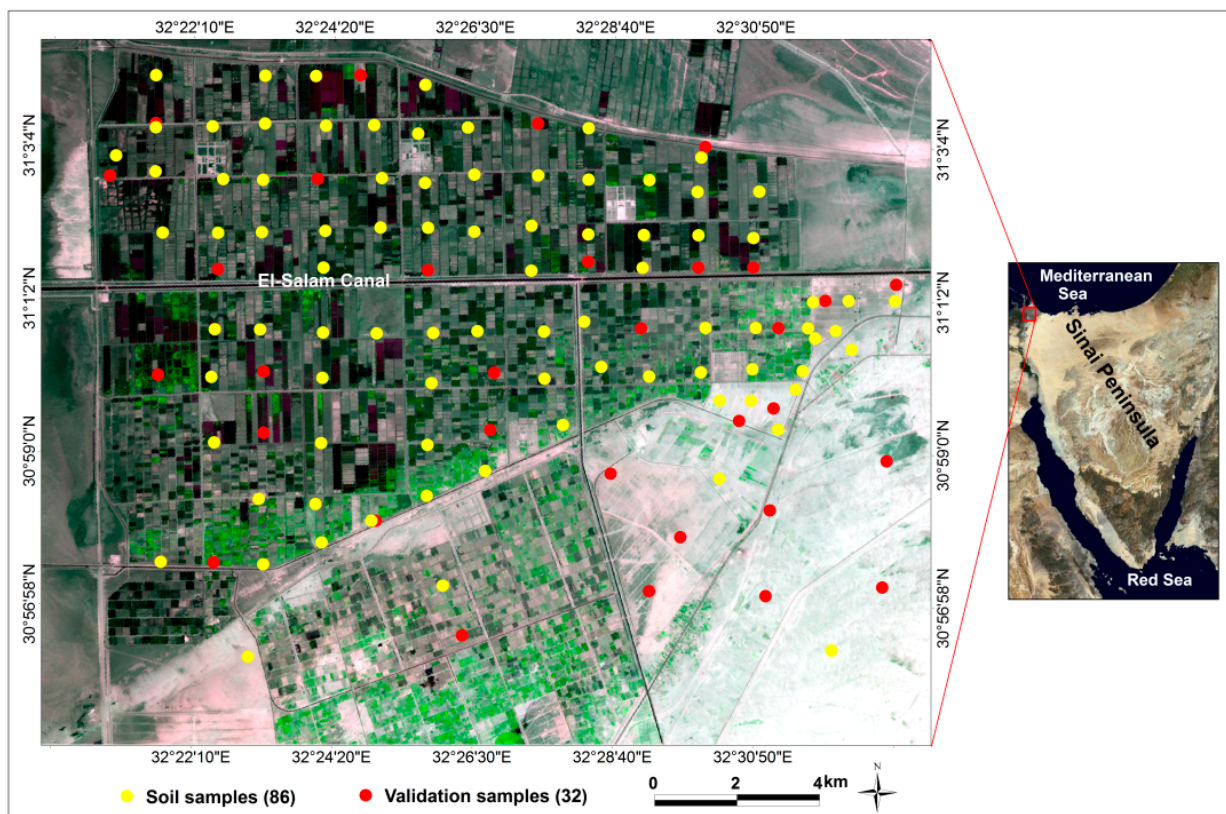 32°22'10"E 32°24'20"E 32°26'30"E 32°28'40"E 32°30'50"E
31°3'4"N
31°3'4"N
El-Salam Canal
31°1'2"N
31°1'2"N
30°59'0"N
30°59'0"N
30°56'58"N
30°56'58"N
32°22'10"E 32°24'20"E 32°26'30"E 32°28'40"E 32°30'50"E
Mediterranean
Sea
Sinai Peninsula
Red Sea
Soil samples (86)
Validation samples (32)
0 2 4 km
N